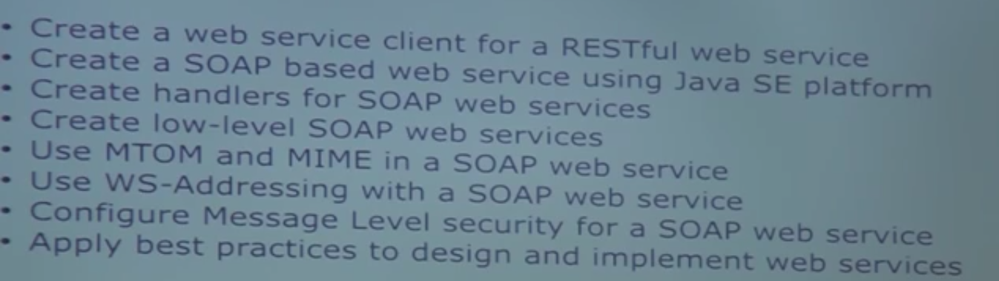 • Create a web service client for a RESTful web service
• Create a SOAP based web service using Java SE platform
• Create handlers for SOAP web services
• Create low-level SOAP web services
• Use MTOM and MIME in a SOAP web service
• Use WS-Addressing with a SOAP web service
• Configure Message Level security for a SOAP web service
• Apply best practices to design and implement web services